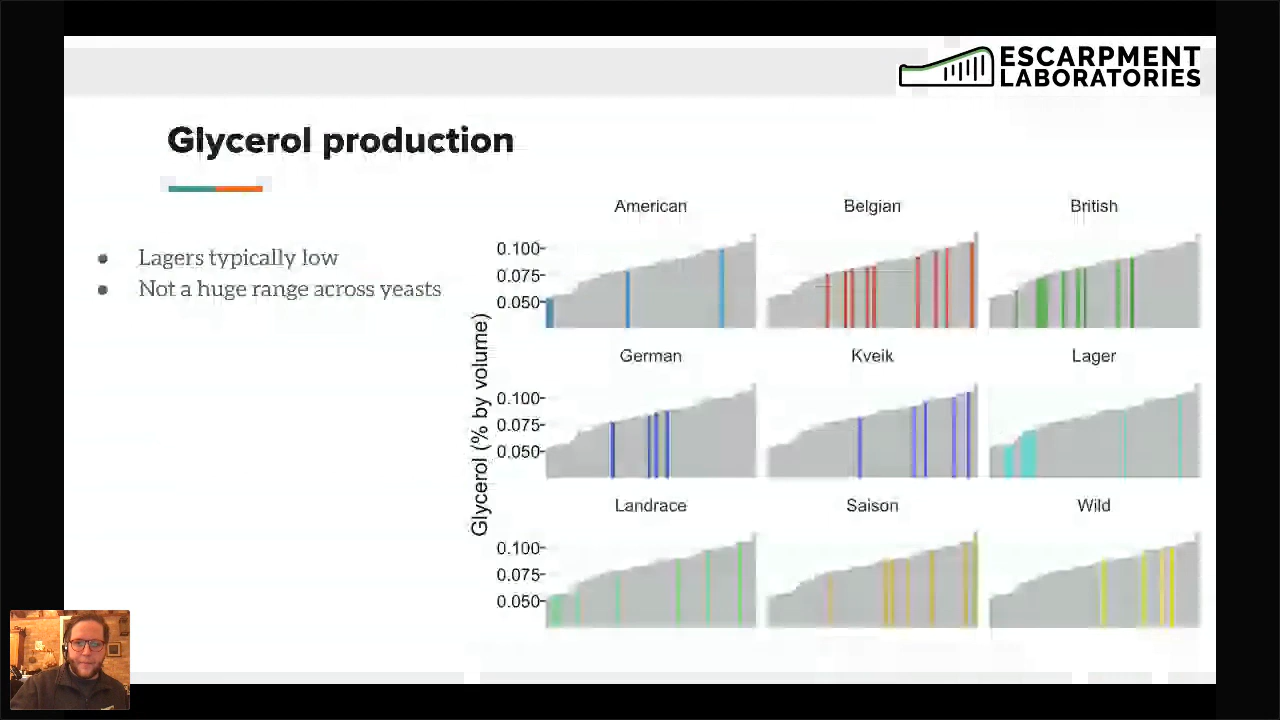 ESCARPMENT
LABORATORIES
Glycerol production
● Lagers typically low
● Not a huge range across yeasts
Glycerol (% by volume)
American
Belgian
British
0.100
0.075
0.050
German
Kveik
Lager
0.100
0.075
0.050
Landrace
Saison
Wild
0.100
0.075
0.050